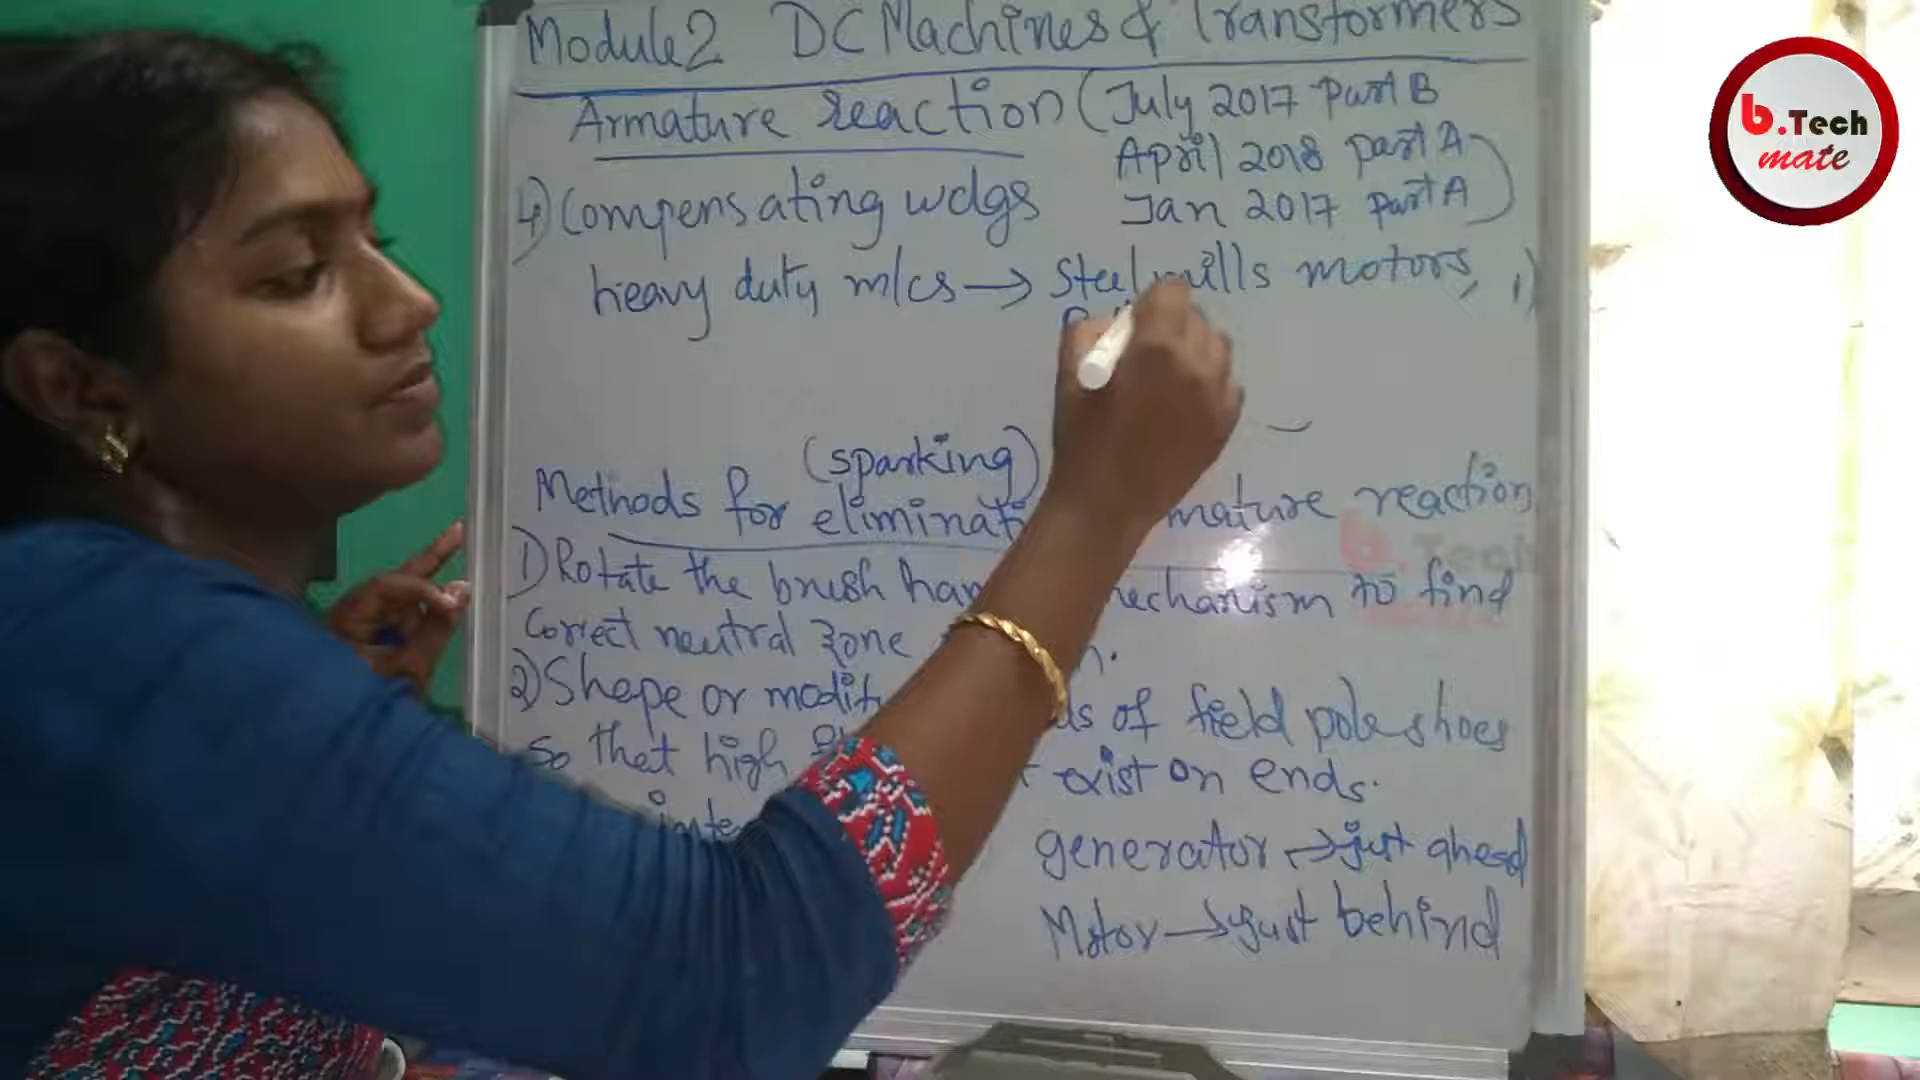 Module 2 DC Machines & Transformers
Armature reaction (July 2017 Part B
April 2018 part A
Jan 2017 Part A)
4) Compensating wdgs
heavy duty m/cs → Steel mills motors,
(sparking)
Methods for reaction
1) Rotate the brush mechanism to find
Correct neutral zone
2) Shape or of field pole shoes
So that high exist on ends.
generator → just ahead
Motor → just behind
b.Tech
mate
b.Tech